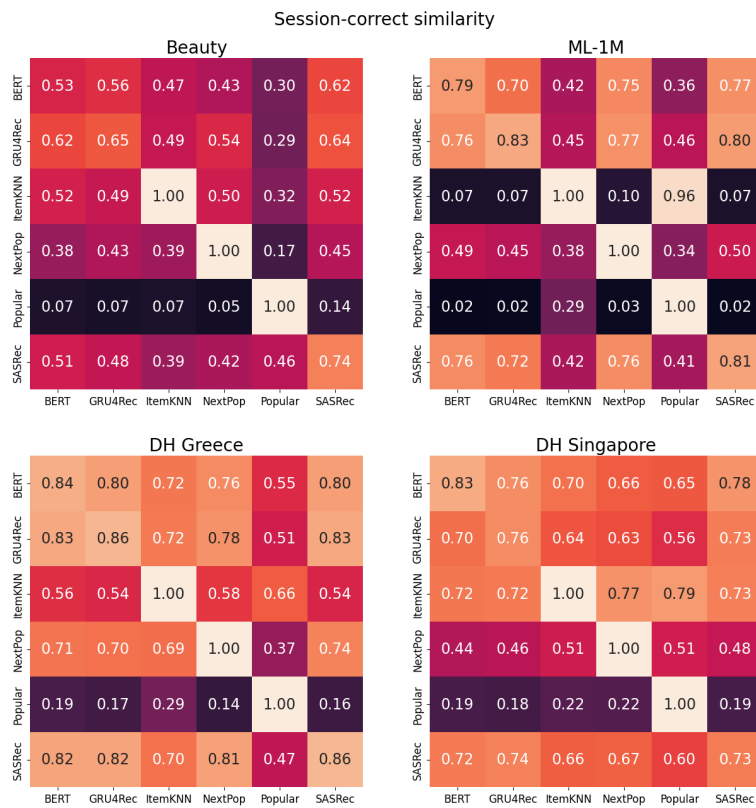 Session-correct similarity
Beauty
BERT 0.53 0.56 0.47 0.43 0.30 0.62
GRU4Rec 0.62 0.65 0.49 0.54 0.29 0.64
ItemKNN 0.52 0.49 1.00 0.50 0.32 0.52
NextPop 0.38 0.43 0.39 1.00 0.17 0.45
Popular 0.07 0.07 0.07 0.05 1.00 0.14
SASRec 0.51 0.48 0.39 0.42 0.46 0.74
BERT GRU4Rec ItemKNN NextPop Popular SASRec
ML-1M
BERT 0.79 0.70 0.42 0.75 0.36 0.77
GRU4Rec 0.76 0.83 0.45 0.77 0.46 0.80
ItemKNN 0.07 0.07 1.00 0.10 0.96 0.07
NextPop 0.49 0.45 0.38 1.00 0.34 0.50
Popular 0.02 0.02 0.29 0.03 1.00 0.02
SASRec 0.76 0.72 0.42 0.76 0.41 0.81
BERT GRU4Rec ItemKNN NextPop Popular SASRec
DH Greece
BERT 0.84 0.80 0.72 0.76 0.55 0.80
GRU4Rec 0.83 0.86 0.72 0.78 0.51 0.83
ItemKNN 0.56 0.54 1.00 0.58 0.66 0.54
NextPop 0.71 0.70 0.69 1.00 0.37 0.74
Popular 0.19 0.17 0.29 0.14 1.00 0.16
SASRec 0.82 0.82 0.70 0.81 0.47 0.86
BERT GRU4Rec ItemKNN NextPop Popular SASRec
DH Singapore
BERT 0.83 0.76 0.70 0.66 0.65 0.78
GRU4Rec 0.70 0.76 0.64 0.63 0.56 0.73
ItemKNN 0.72 0.72 1.00 0.77 0.79 0.73
NextPop 0.44 0.46 0.51 1.00 0.51 0.48
Popular 0.19 0.18 0.22 0.22 1.00 0.19
SASRec 0.72 0.74 0.66 0.67 0.60 0.73
BERT GRU4Rec ItemKNN NextPop Popular SASRec